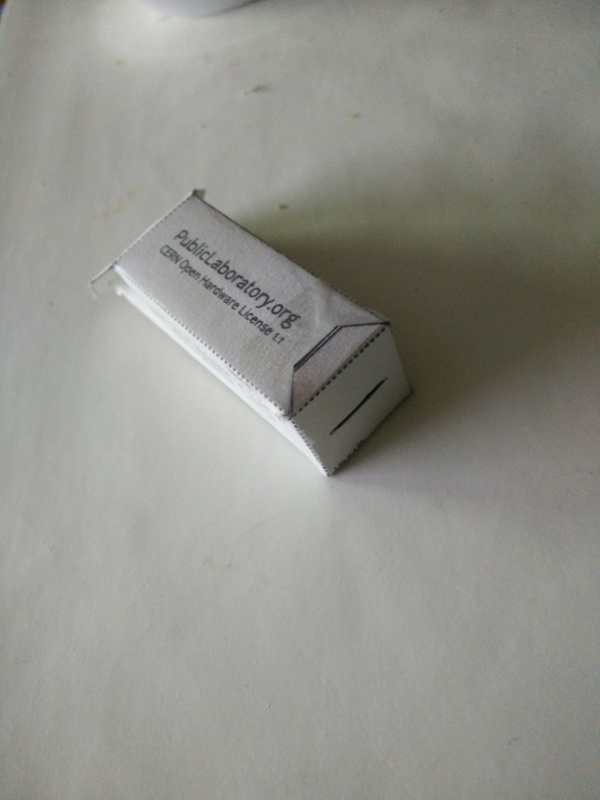 PublicLaboratory.org
CERN Open Hardware License 1.1